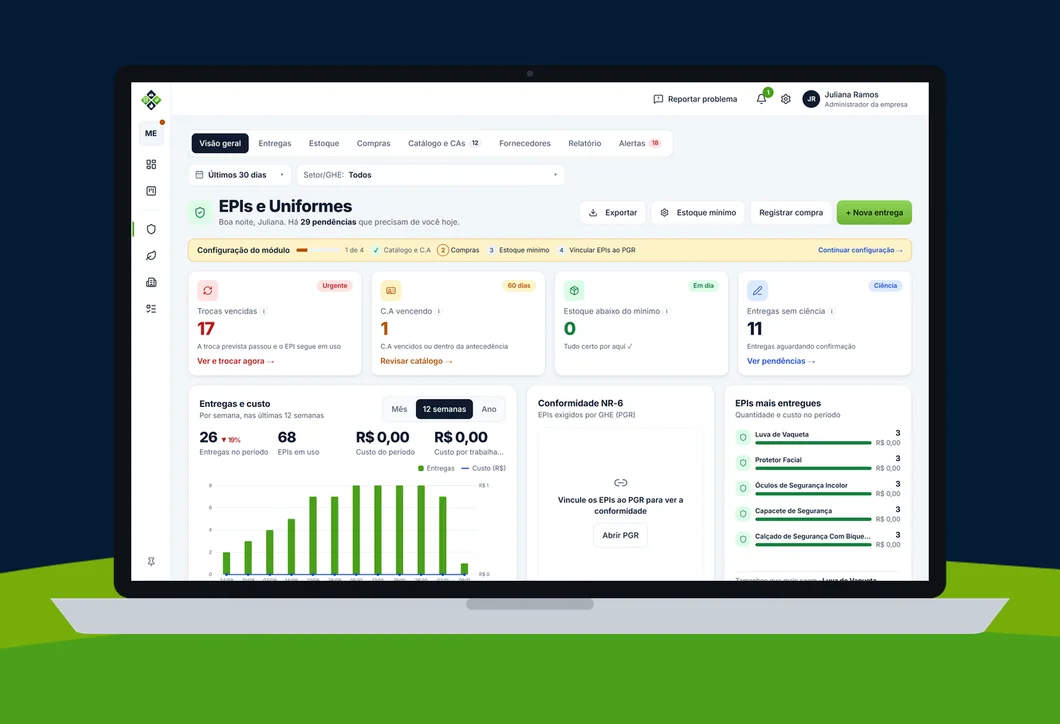 Reportar problema
1
JR
Juliana Ramos
Administrador da empresa
ME
Visão geral
Entregas
Estoque
Compras
Catálogo e CAs 12
Fornecedores
Relatório
Alertas 18
Últimos 30 dias
Setor/GHE: Todos
EPIs e Uniformes
Boa noite, Juliana. Há 29 pendências que precisam de você hoje.
Exportar
Estoque mínimo
Registrar compra
+ Nova entrega
Configuração do módulo
1 de 4
✓ Catálogo e C.A
2 Compras
3 Estoque mínimo
4 Vincular EPIs ao PGR
Continuar configuração →
Urgente
Trocas vencidas i
17
A troca prevista passou e o EPI segue em uso
Ver e trocar agora →
60 dias
C.A vencendo i
1
C.A vencidos ou dentro da antecedência
Revisar catálogo →
Em dia
Estoque abaixo do mínimo i
0
Tudo certo por aqui ✓
Ciência
Entregas sem ciência i
11
Entregas aguardando confirmação
Ver pendências →
Entregas e custo
Por semana, nas últimas 12 semanas
Mês
12 semanas
Ano
26 ▼ 19%
Entregas no período
68
EPIs em uso
R$ 0,00
Custo do período
R$ 0,00
Custo por trabalha...
Entregas
Custo (R$)
8
6
4
2
0
R$ 1
R$ 0
Conformidade NR-6
EPIs exigidos por GHE (PGR)
Vincule os EPIs ao PGR para ver a
conformidade
Abrir PGR
EPIs mais entregues
Quantidade e custo no período
Luva de Vaqueta
3
R$ 0,00
Protetor Facial
3
R$ 0,00
Óculos de Segurança Incolor
3
R$ 0,00
Capacete de Segurança
3
R$ 0,00
Calçado de Segurança Com Bique...
3
R$ 0,00